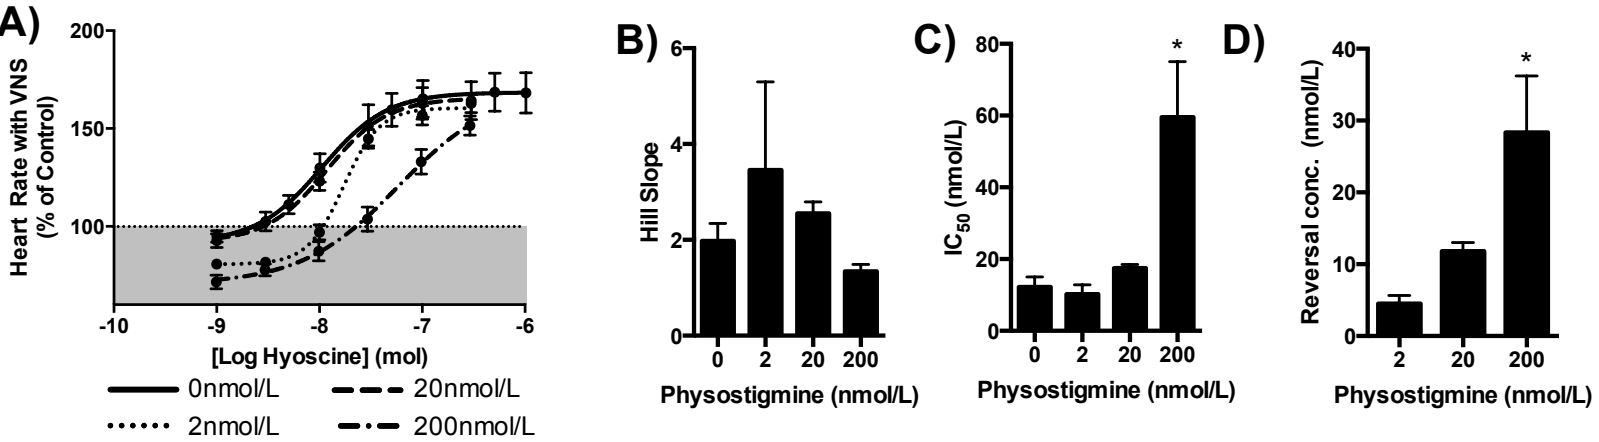 A)
Heart Rate with VNS
(% of Control)
200
150
100
-10
-9
-8
-7
-6
[Log Hyoscine] (mol)
0nmol/L
20nmol/L
2nmol/L
200nmol/L
B)
Hill Slope
6
4
2
0
0
2
20
200
Physostigmine (nmol/L)
C)
IC50 (nmol/L)
80
60
40
20
0
*
0
2
20
200
Physostigmine (nmol/L)
D)
Reversal conc. (nmol/L)
40
30
20
10
0
*
2
20
200
Physostigmine (nmol/L)